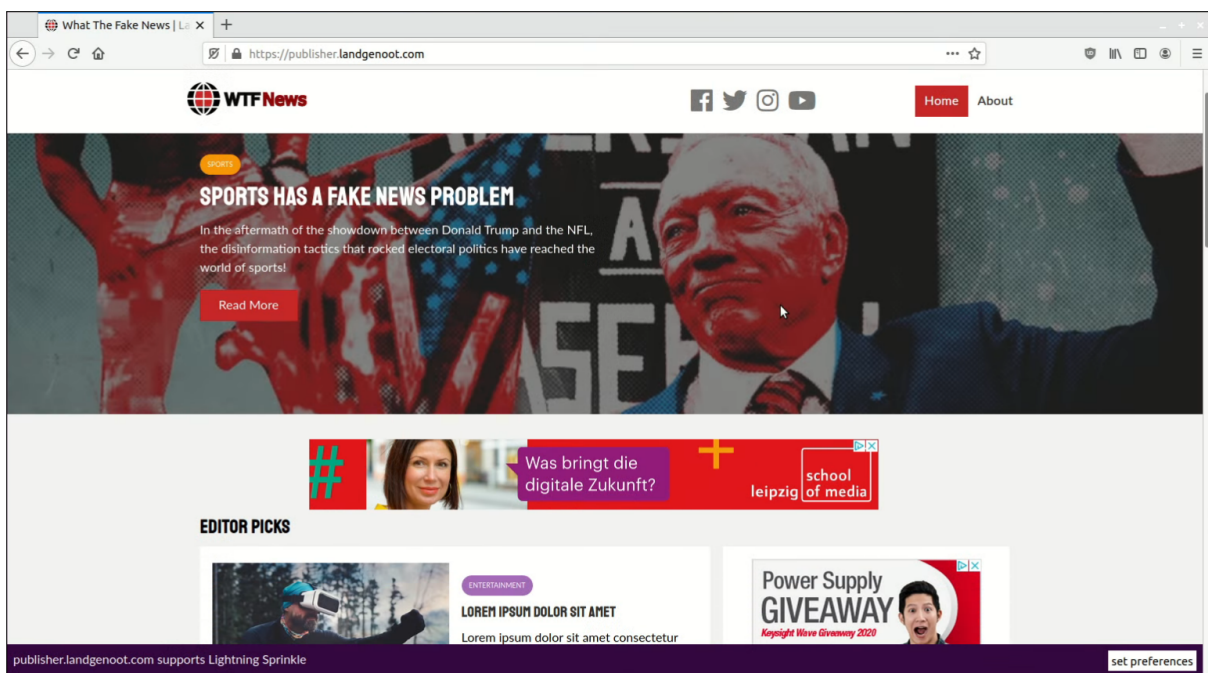 What The Fake News | La
https://publisher.landgenoot.com
WTFNews
Home About
SPORTS
SPORTS HAS A FAKE NEWS PROBLEM
In the aftermath of the showdown between Donald Trump and the NFL,
the disinformation tactics that rocked electoral politics have reached the
world of sports!
Read More
A
SEF
#
Was bringt die
digitale Zukunft?
+
school
leipzig of media
EDITOR PICKS
ENTERTAINMENT
LOREM IPSUM DOLOR SIT AMET
Lorem ipsum dolor sit amet consectetur
Power Supply
GIVEAWAY
Keysight Wave Giveaway 2020
publisher.landgenoot.com supports Lightning Sprinkle
set preferences